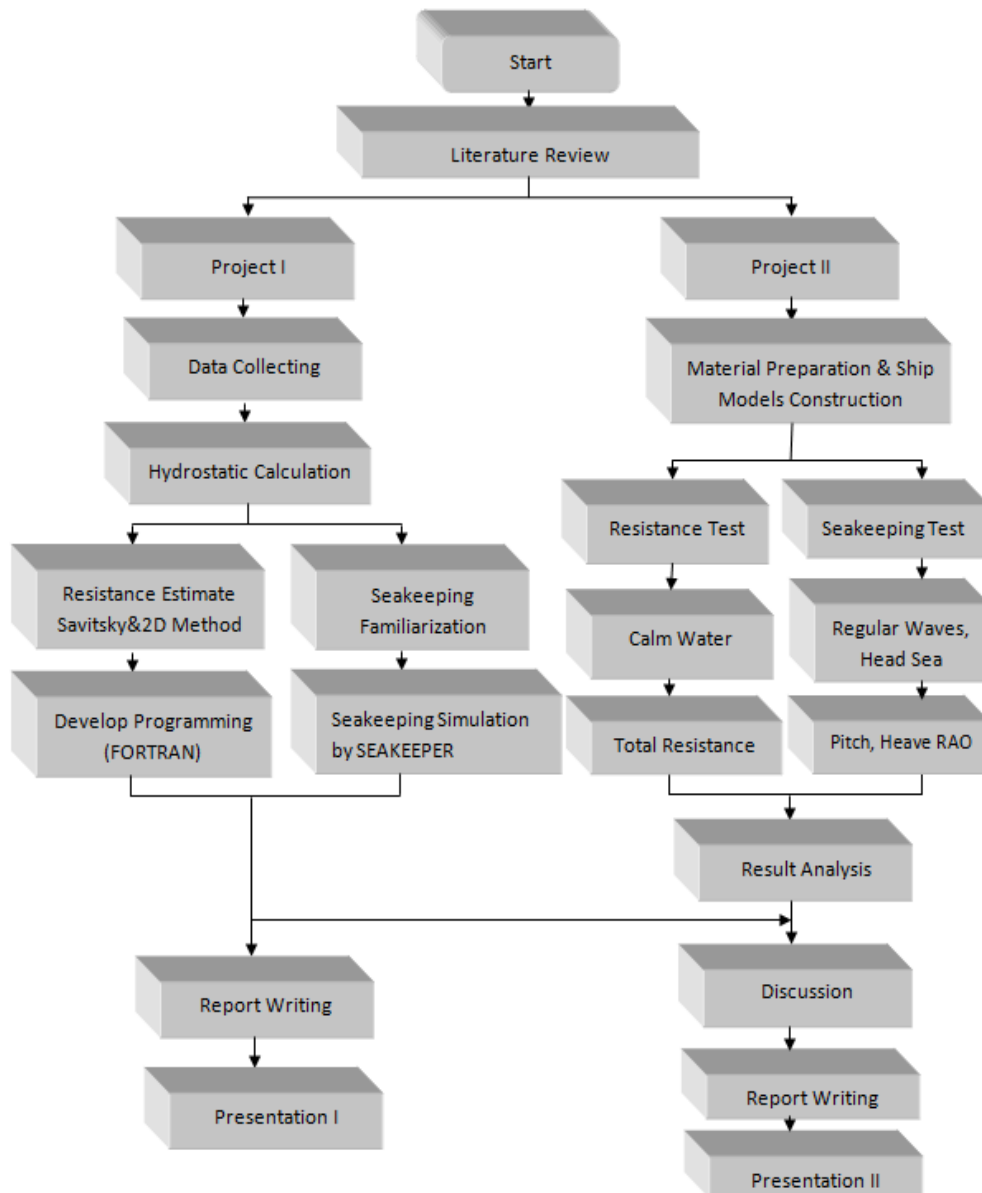 Start
Literature Review
Project I
Project II
Data Collecting
Material Preparation & Ship
Models Construction
Hydrostatic Calculation
Resistance Test
Seakeeping Test
Resistance Estimate
Savitsky&2D Method
Seakeeping
Familiarization
Calm Water
Regular Waves,
Head Sea
Develop Programming
(FORTRAN)
Seakeeping Simulation
by SEAKEEPER
Total Resistance
Pitch, Heave RAO
Result Analysis
Report Writing
Discussion
Presentation I
Report Writing
Presentation II